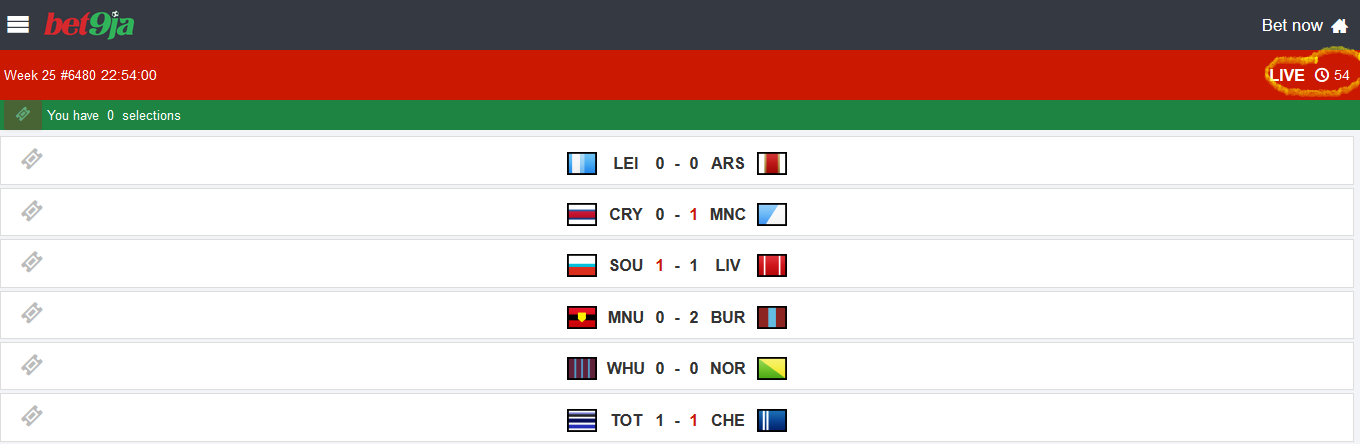 bet9ja Bet now
Week 25 #6480 22:54:00 LIVE 54
You have 0 selections
LEI 0 - 0 ARS
CRY 0 - 1 MNC
SOU 1 - 1 LIV
MNU 0 - 2 BUR
WHU 0 - 0 NOR
TOT 1 - 1 CHE